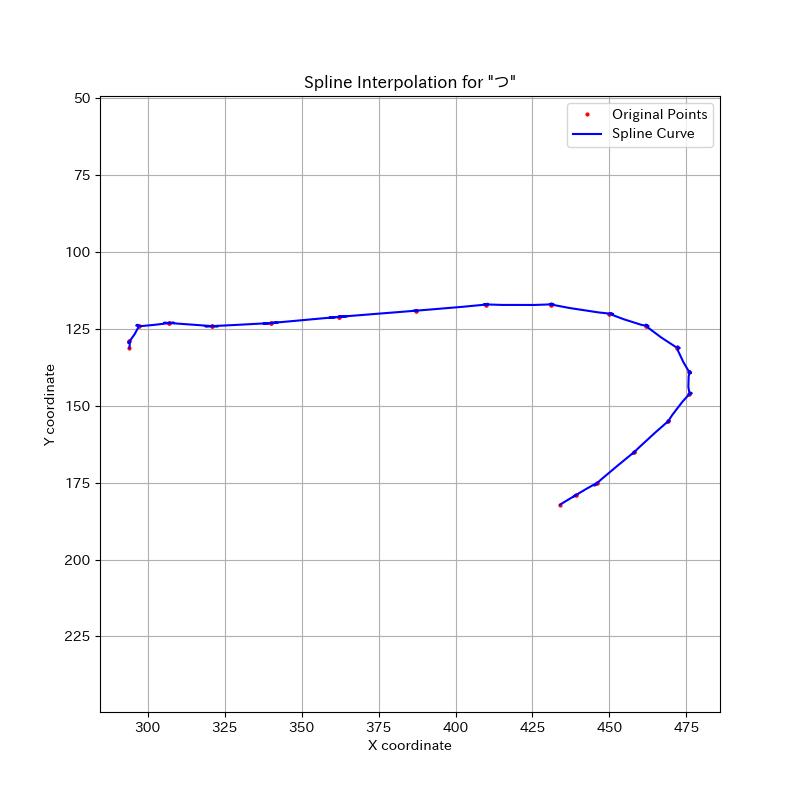 Spline Interpolation for "つ"
Original Points
Spline Curve
50
75
100
125
150
175
200
225
Y coordinate
300 325 350 375 400 425 450 475
X coordinate